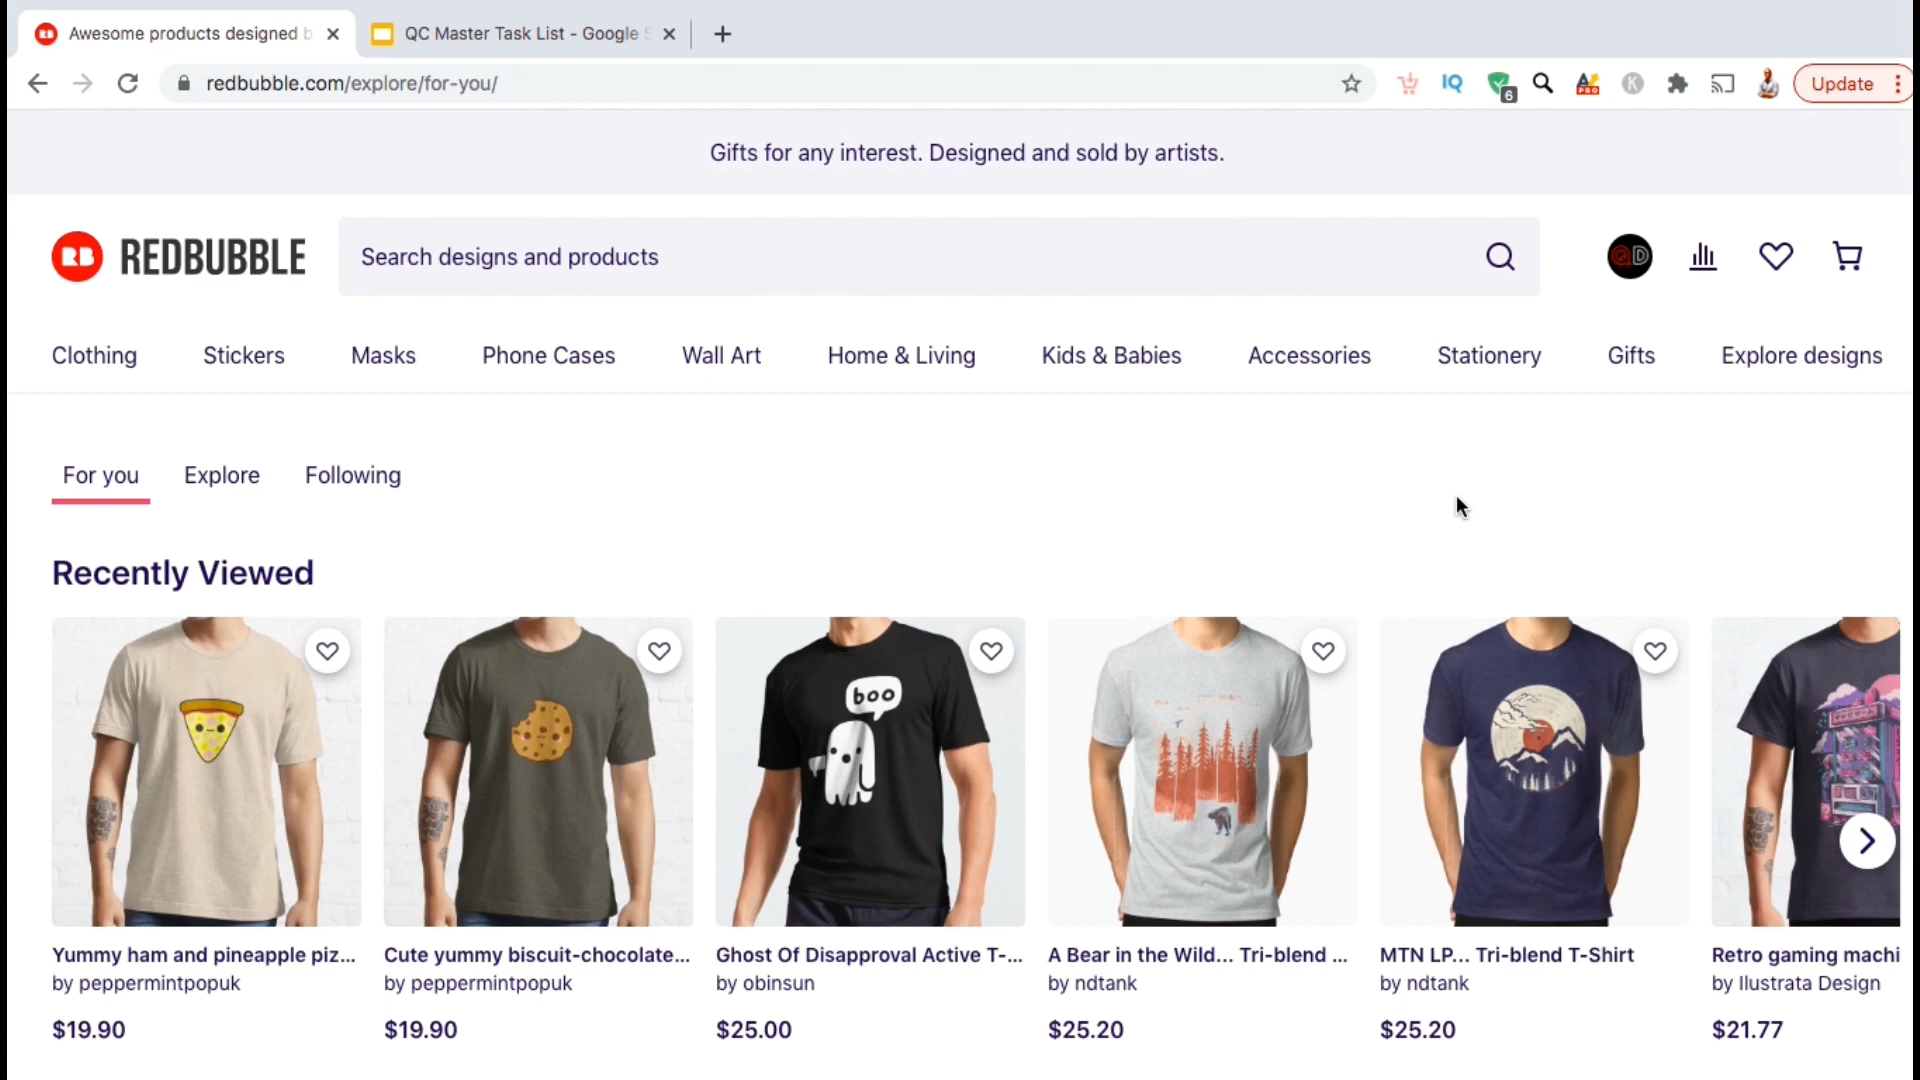 Awesome products designed b
QC Master Task List - Google S
redbubble.com/explore/for-you/
IQ
6
A
PRO
K
Update
Gifts for any interest. Designed and sold by artists.
RB REDBUBBLE
Search designs and products
QD
Clothing
Stickers
Masks
Phone Cases
Wall Art
Home & Living
Kids & Babies
Accessories
Stationery
Gifts
Explore designs
For you
Explore
Following
Recently Viewed
boo
Yummy ham and pineapple piz...
by peppermintpopuk
$19.90
Cute yummy biscuit-chocolate...
by peppermintpopuk
$19.90
Ghost Of Disapproval Active T-...
by obinsun
$25.00
A Bear in the Wild... Tri-blend ...
by ndtank
$25.20
MTN LP... Tri-blend T-Shirt
by ndtank
$25.20
Retro gaming machi
by Ilustrata Design
$21.77